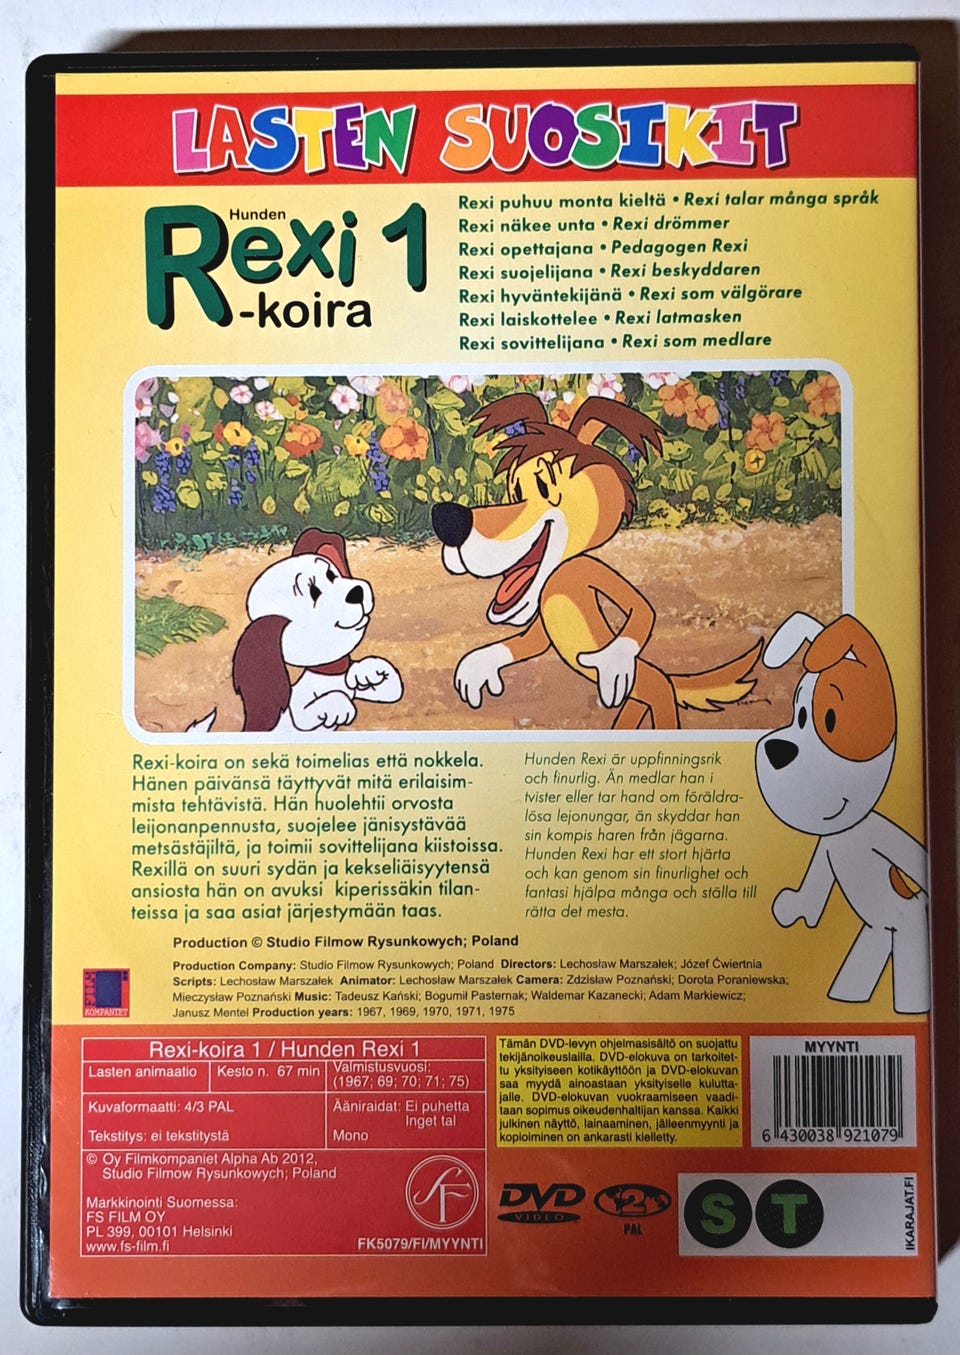 LASTEN SUOSIKIT
Hunden
Rexi 1
-koira
Rexi puhuu monta kieltä • Rexi talar många språk
Rexi näkee unta • Rexi drömmer
Rexi opettajana • Pedagogen Rexi
Rexi suojelijana • Rexi beskyddaren
Rexi hyväntekijänä • Rexi som välgörare
Rexi laiskottelee • Rexi latmasken
Rexi sovittelijana • Rexi som medlare
Rexi-koira on sekä toimelias että nokkela.
Hänen päivänsä täyttyvät mitä erilaisim-
mista tehtävistä. Hän huolehtii orvosta
leijonanpennusta, suojelee jänisystävää
metsästäjiltä, ja toimii sovittelijana kiistoissa.
Rexillä on suuri sydän ja kekseliäisyytensä
ansiosta hän on avuksi kiperissäkin tilan-
teissa ja saa asiat järjestymään taas.
Hunden Rexi är uppfinningsrik
och finurlig. Än medlar han i
tvister eller tar hand om föräldra-
lösa lejonungar, än skyddar han
sin kompis haren från jägarna.
Hunden Rexi har ett stort hjärta
och kan genom sin finurlighet och
fantasi hjälpa många och ställa till
rätta det mesta.
Production © Studio Filmow Rysunkowych; Poland
Production Company: Studio Filmow Rysunkowych; Poland Directors: Lechosław Marszałek; Józef Ćwiertnia
Scripts: Lechosław Marszałek Animator: Lechosław Marszałek Camera: Zdzisław Poznański; Dorota Poraniewska;
Mieczysław Poznański Music: Tadeusz Kański; Bogumił Pasternak; Waldemar Kazanecki; Adam Markiewicz;
Janusz Mentel Production years: 1967, 1969, 1970, 1971, 1975
KOMPANIET
Rexi-koira 1 / Hunden Rexi 1
Lasten animaatio
Kesto n. 67 min
Valmistusvuosi:
(1967; 69; 70; 71; 75)
Kuvaformaatti: 4/3 PAL
Tekstitys: ei tekstitystä
Ääniraidat: Ei puhetta
Inget tal
Mono
© Oy Filmkompaniet Alpha Ab 2012,
Studio Filmow Rysunkowych; Poland
Markkinointi Suomessa:
FS FILM OY
PL 399, 00101 Helsinki
www.fs-film.fi
SF
FK5079/FI/MYYNTI
Tämän DVD-levyn ohjelmasisältö on suojattu
tekijänoikeuslailla. DVD-elokuva on tarkoitet-
tu yksityiseen kotikäyttöön ja DVD-elokuvan
saa myydä ainoastaan yksityiselle kulutta-
jalle. DVD-elokuvan vuokraamiseen vaadi-
taan sopimus oikeudenhaltijan kanssa. Kaikki
julkinen näyttö, lainaaminen, jälleenmyynti ja
kopioiminen on ankarasti kielletty.
MYYNTI
6 430038 921079
DVD
VIDEO
2
PAL
S T
IKARAJAT.FI